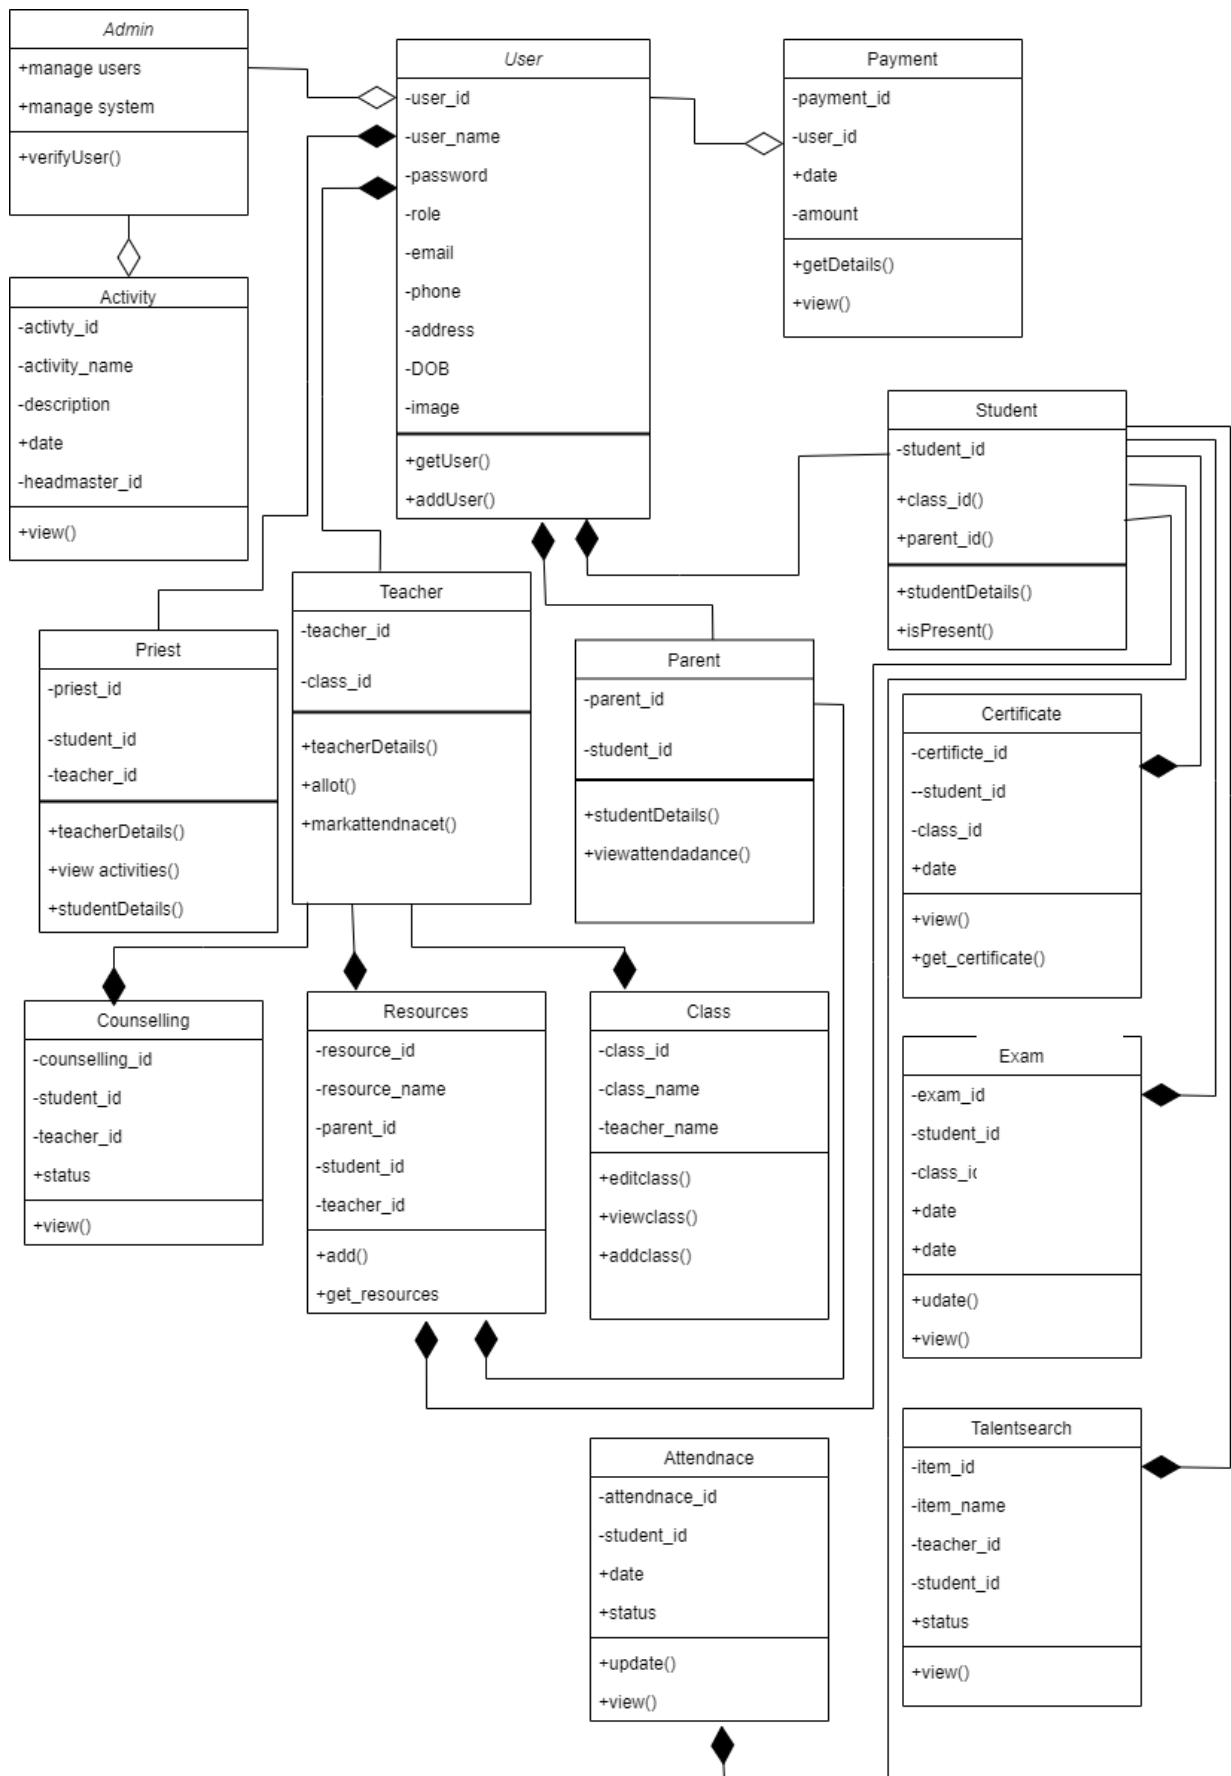 Admin
+manage users
+manage system
+verifyUser()
User
-user_id
-user_name
-password
-role
-email
-phone
-address
-DOB
-image
+getUser()
+addUser()
Payment
-payment_id
-user_id
+date
-amount
+getDetails()
+view()
Activity
-activty_id
-activity_name
-description
+date
-headmaster_id
+view()
Student
-student_id
+class_id()
+parent_id()
+studentDetails()
+isPresent()
Priest
-priest_id
-student_id
-teacher_id
+teacherDetails()
+view activities()
+studentDetails()
Teacher
-teacher_id
-class_id
+teacherDetails()
+allot()
+markattendnacet()
Parent
-parent_id
-student_id
+studentDetails()
+viewattendadance()
Certificate
-certificte_id
--student_id
-class_id
+date
+view()
+get_certificate()
Counselling
-counselling_id
-student_id
-teacher_id
+status
+view()
Resources
-resource_id
-resource_name
-parent_id
-student_id
-teacher_id
+add()
+get_resources
Class
-class_id
-class_name
-teacher_name
+editclass()
+viewclass()
+addclass()
Exam
-exam_id
-student_id
-class_id
+date
+date
+udate()
+view()
Attendnace
-attendnace_id
-student_id
+date
+status
+update()
+view()
Talentsearch
-item_id
-item_name
-teacher_id
-student_id
+status
+view()